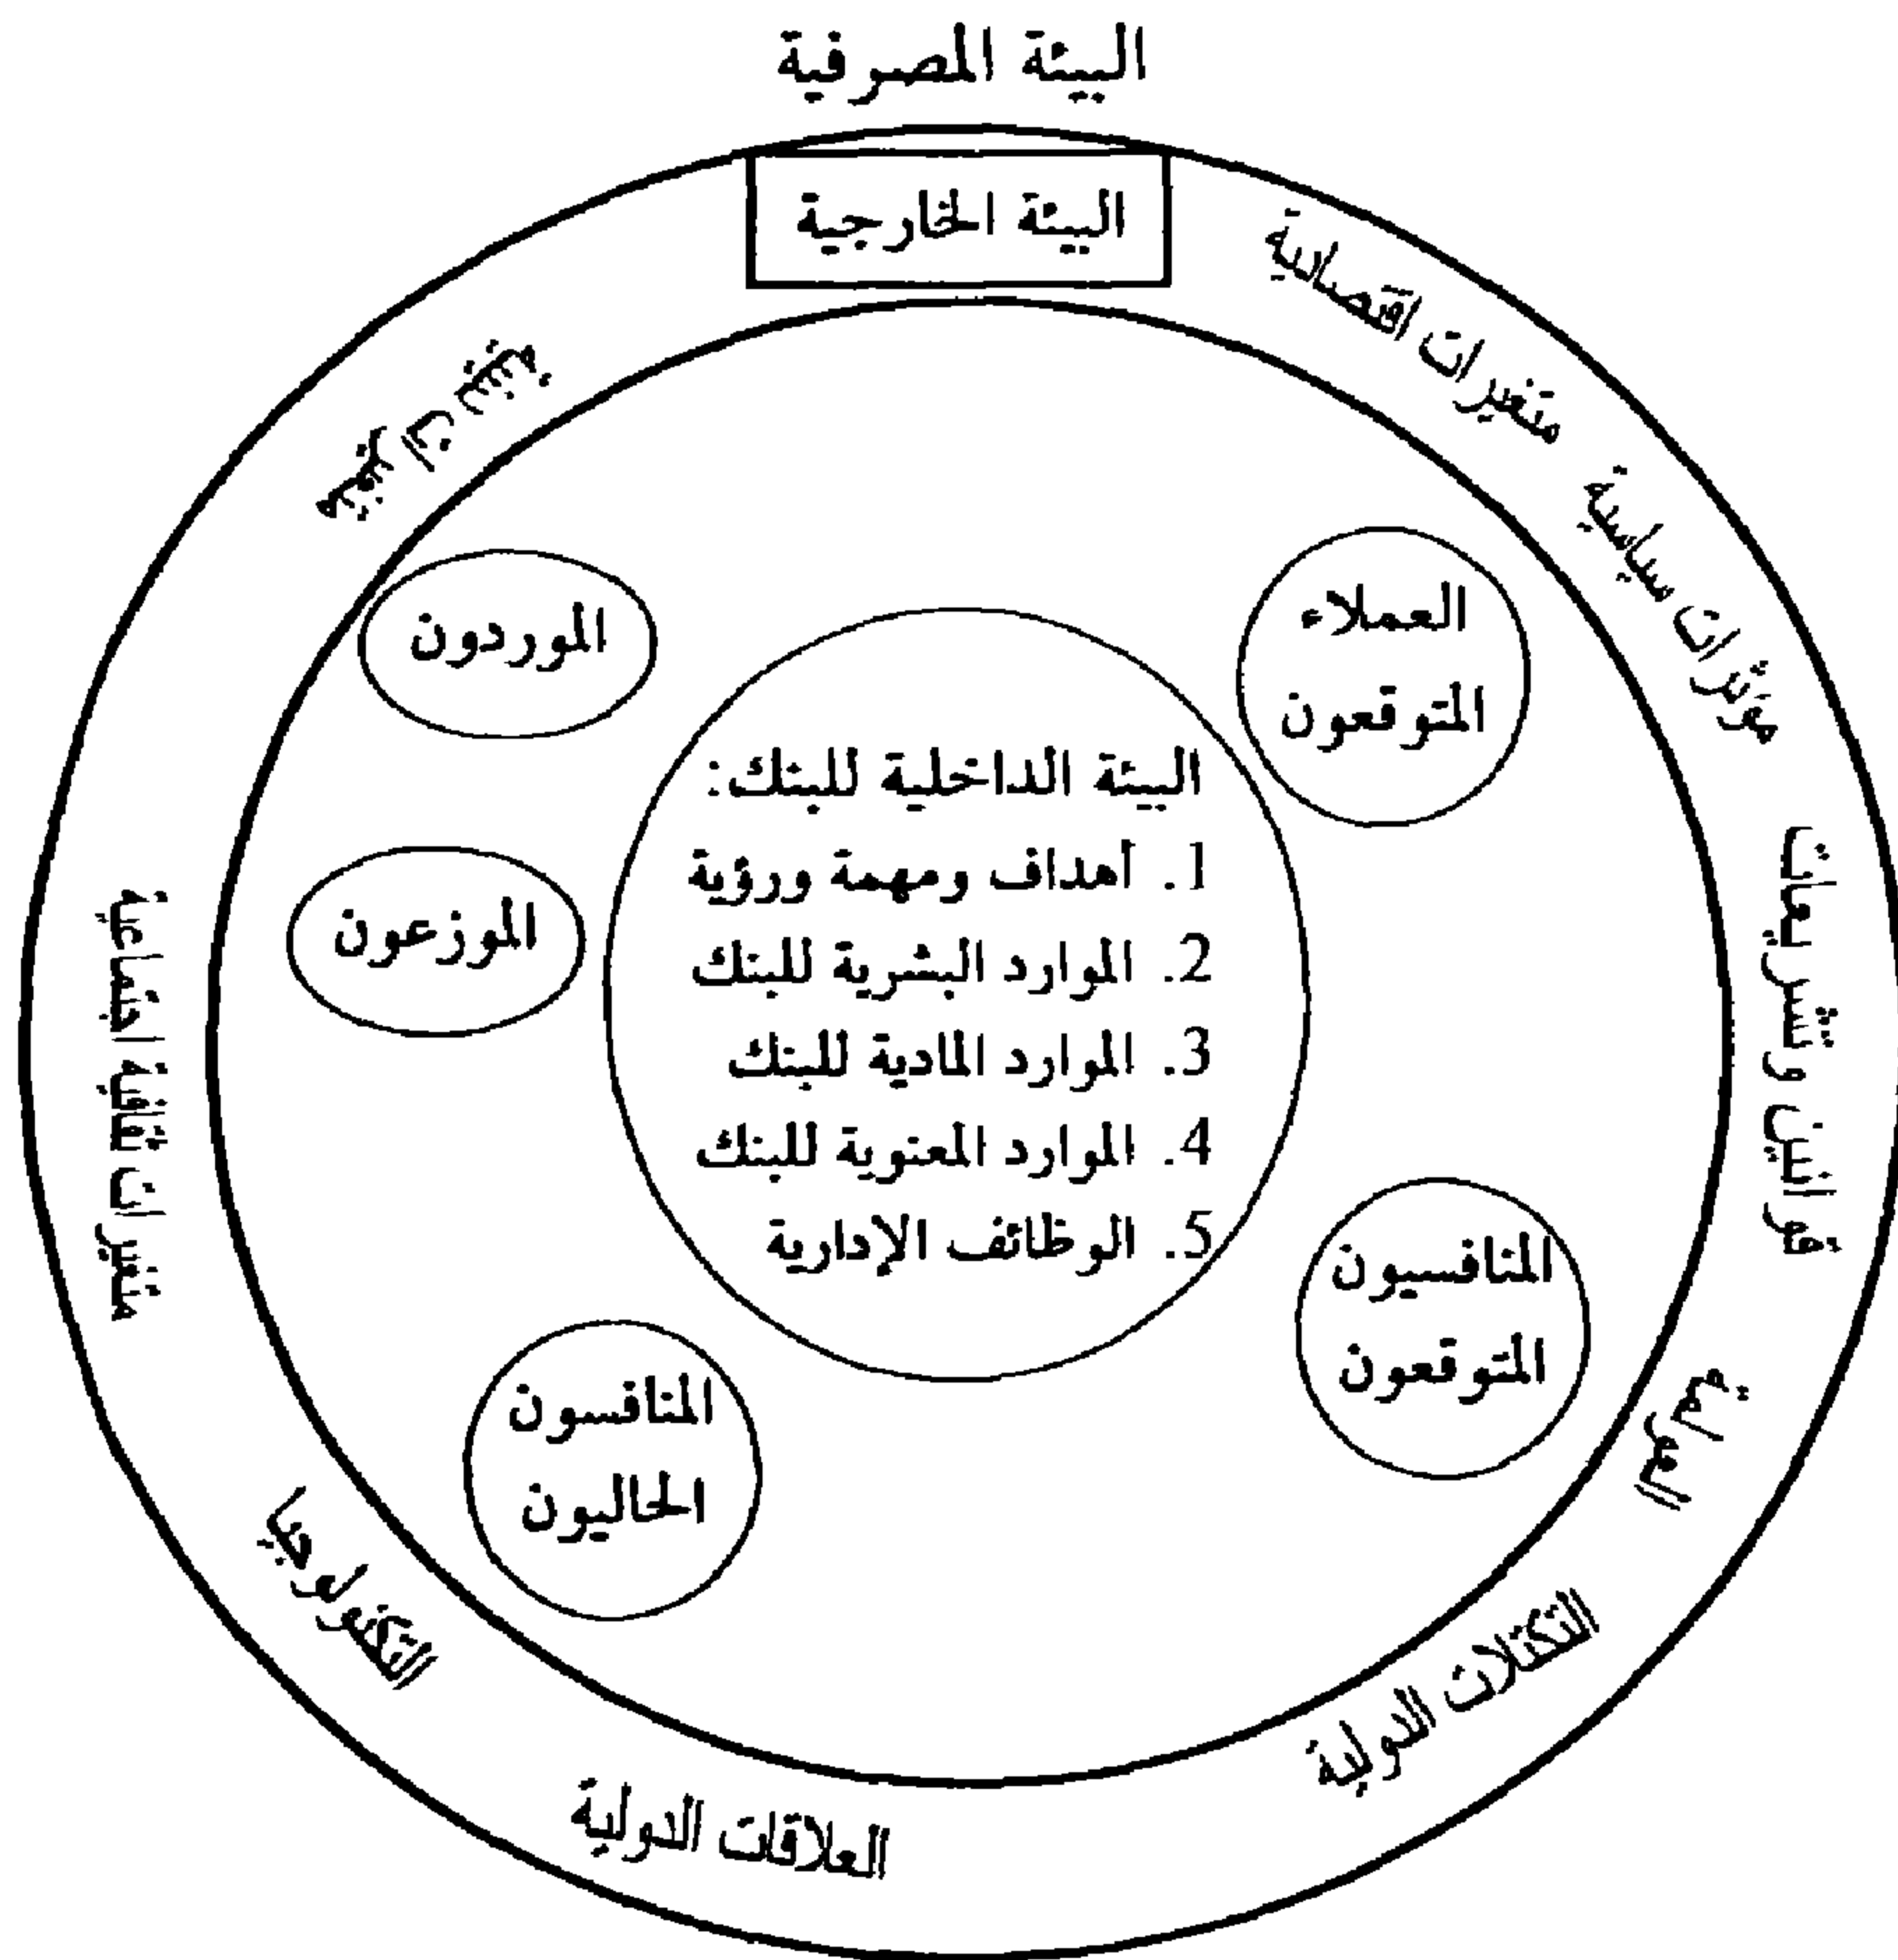 البيئة المصرفية
البيئة الخارجية
متغيرات اقتصادية
متغيرات سياسية
قوانين وتشريعات
العولمة
التكتلات الدولية
العلاقات الدولية
التكنولوجيا
متغيرات ثقافية اجتماعية
العملاء
المتوقعون
الموردون
الموزعون
البيئة الداخلية للبنك:
1. أهداف ومهمة ورؤية
2. الموارد البشرية للبنك
3. الموارد المادية للبنك
4. الموارد المعنوية للبنك
5. الوظائف الإدارية
المنافسيون
المتوقعون
المنافسون
الحاليون